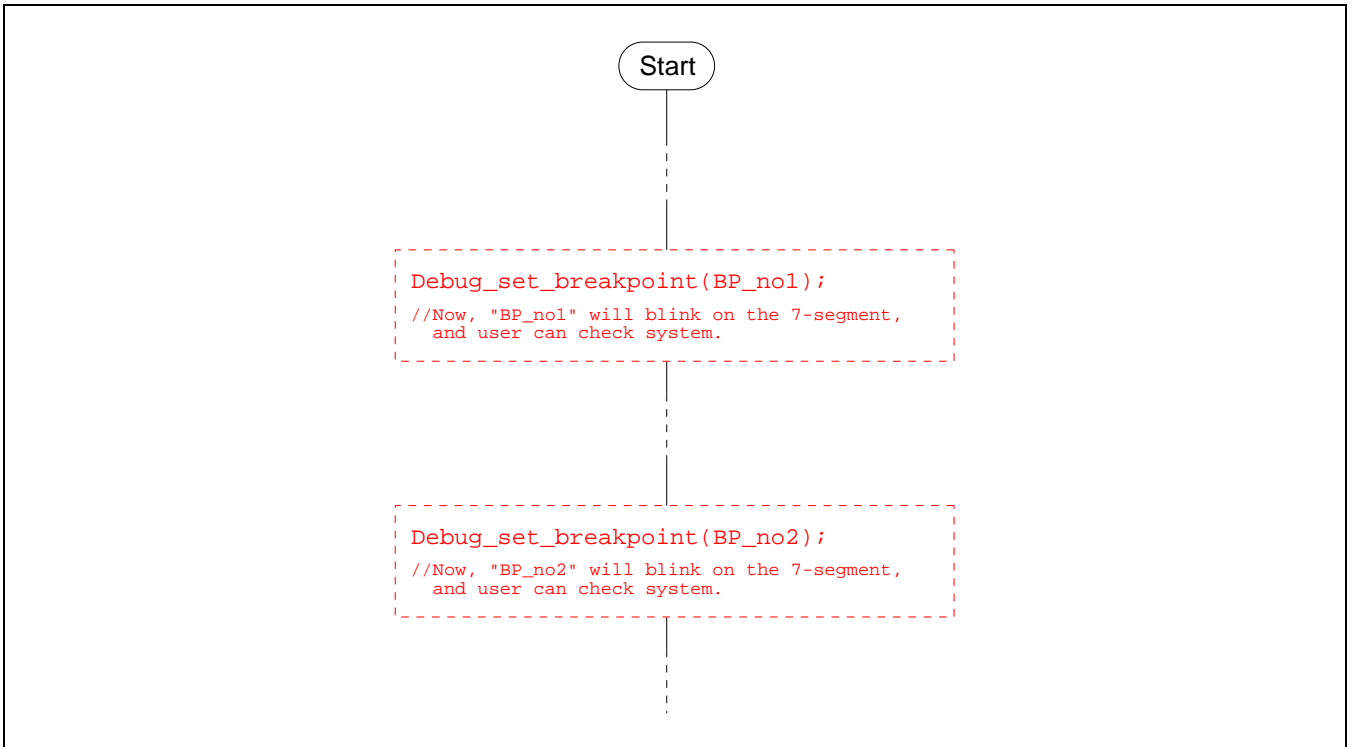 Start
Debug_set_breakpoint(BP_no1);
//Now, "BP_no1" will blink on the 7-segment,
and user can check system.
Debug_set_breakpoint(BP_no2);
//Now, "BP_no2" will blink on the 7-segment,
and user can check system.